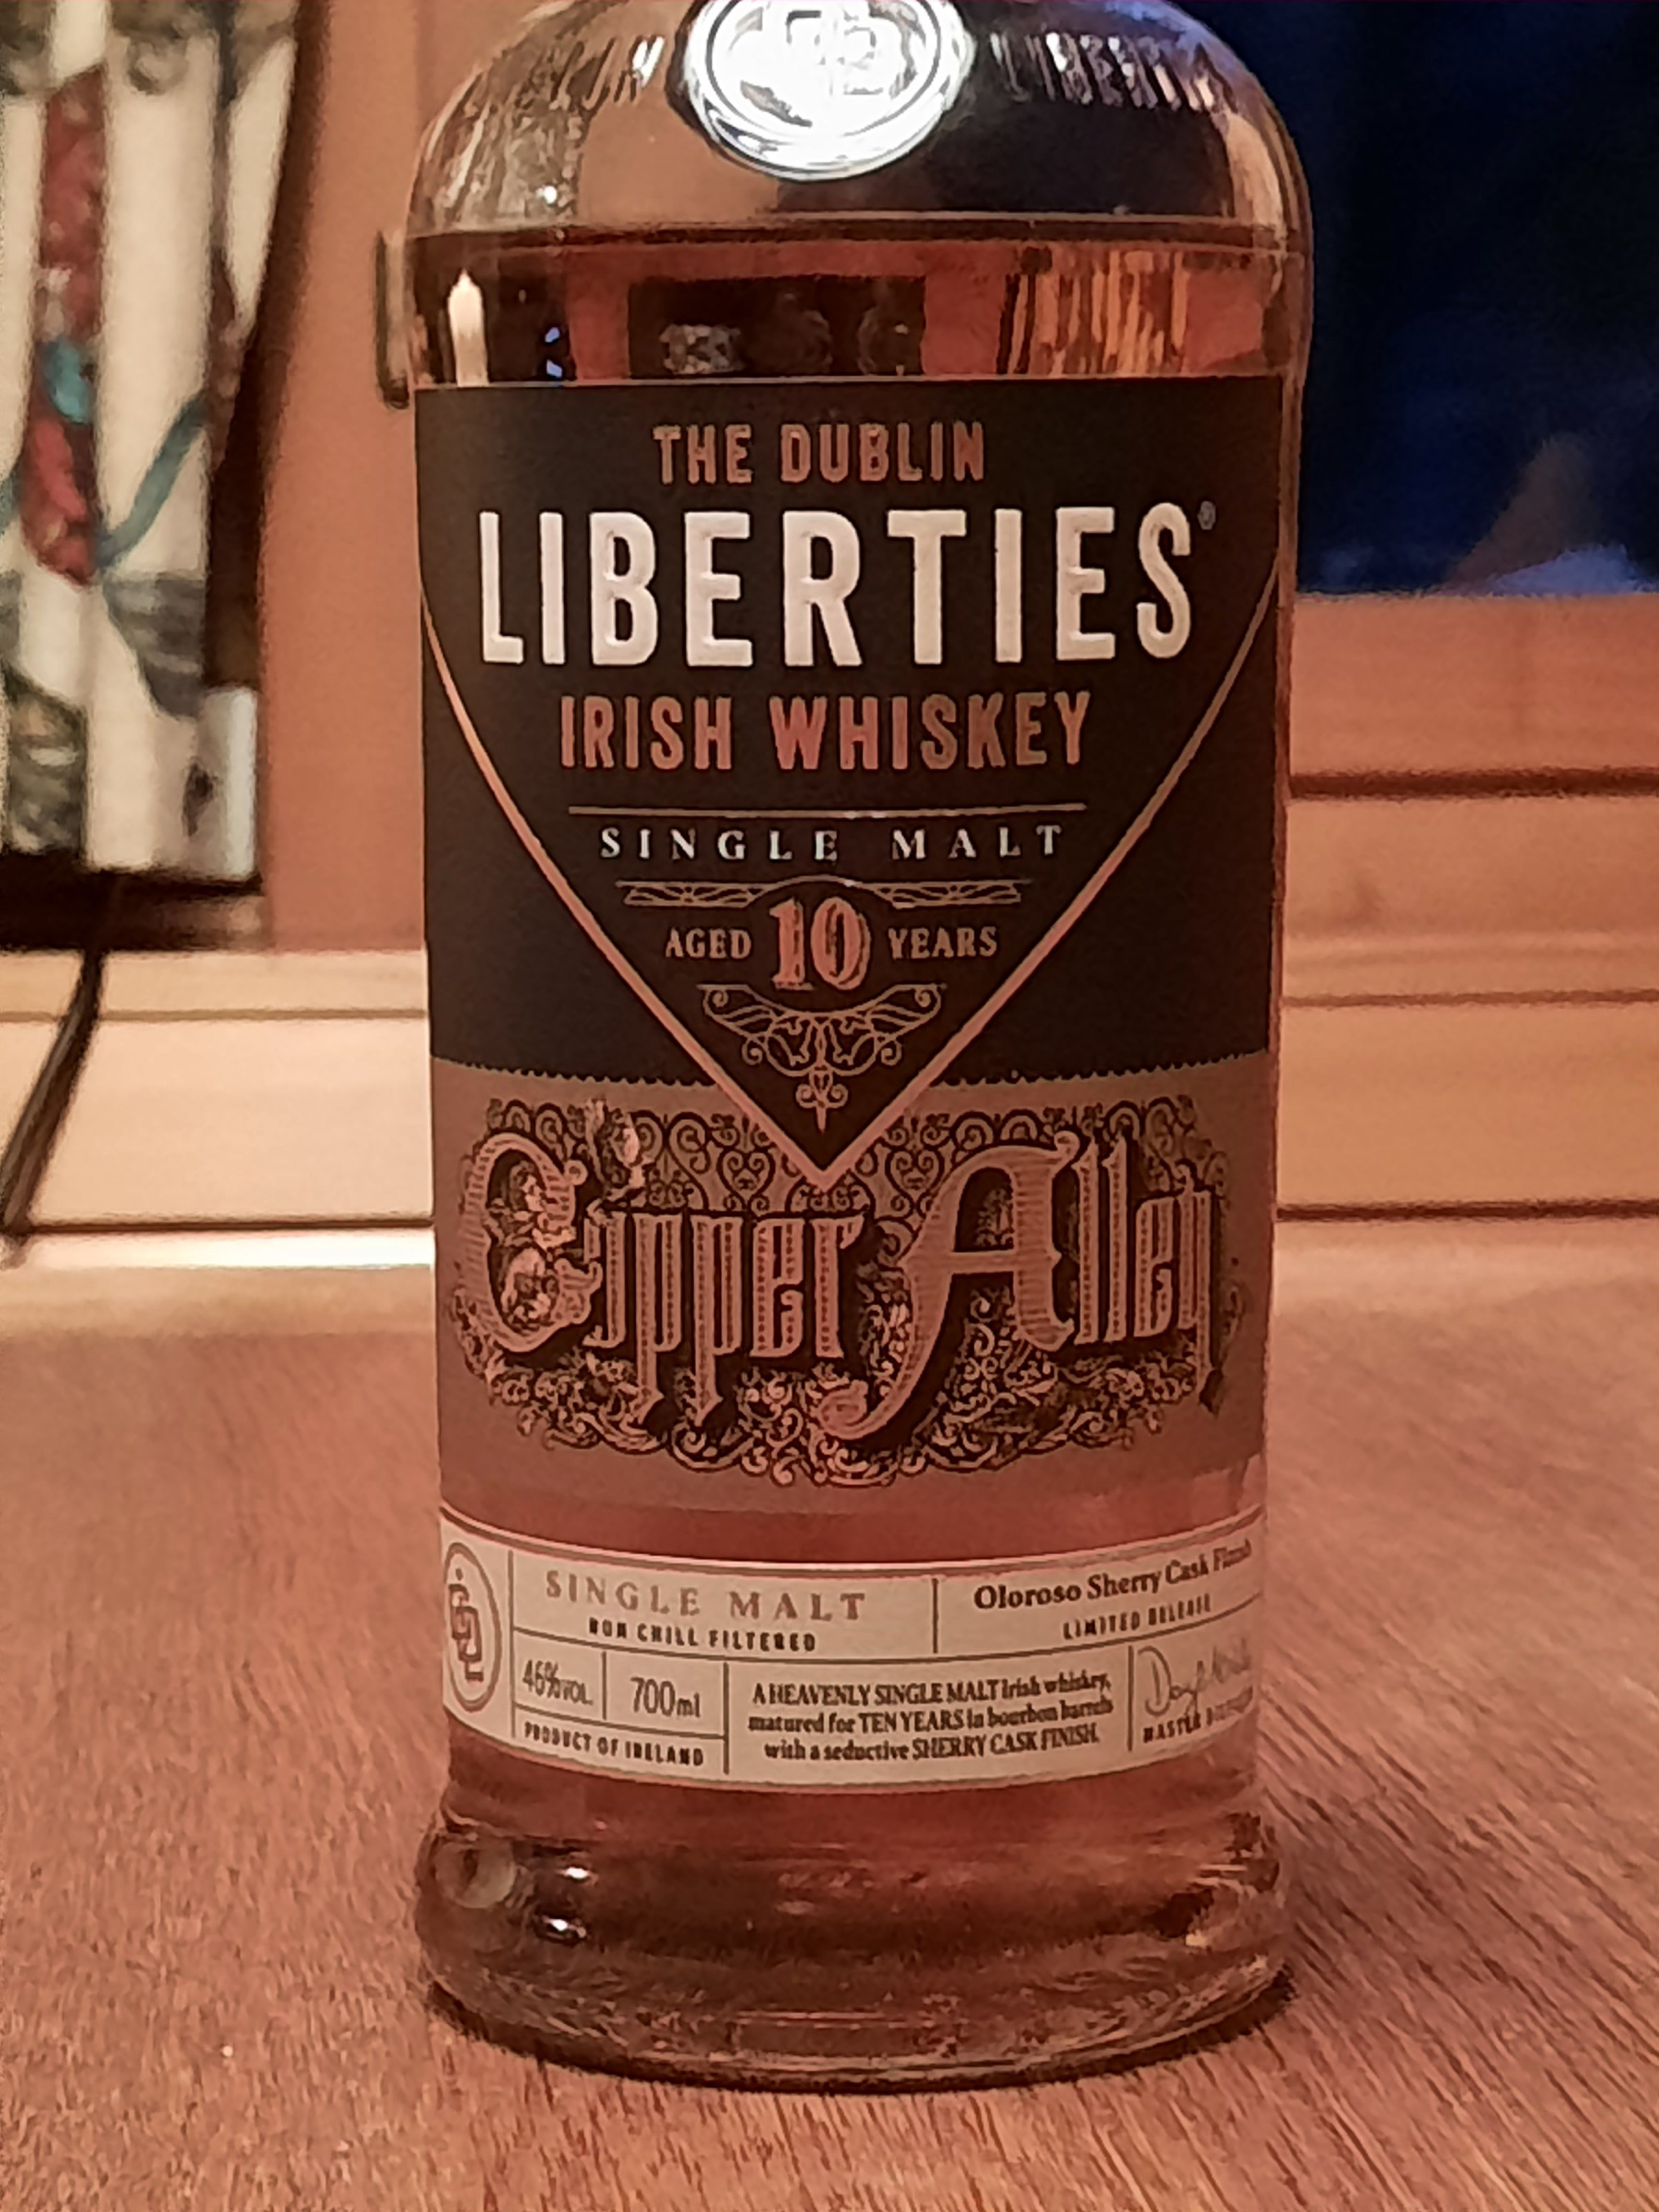 THE DUBLIN
LIBERTIES®
IRISH WHISKEY
SINGLE MALT
AGED 10 YEARS
Copper Alley
SINGLE MALT
NON CHILL FILTERED
Oloroso Sherry Cask Finish
LIMITED RELEASE
46%VOL
700ml
PRODUCT OF IRELAND
A HEAVENLY SINGLE MALT Irish whiskey,
matured for TEN YEARS in bourbon barrels
with a seductive SHERRY CASK FINISH.
MASTER